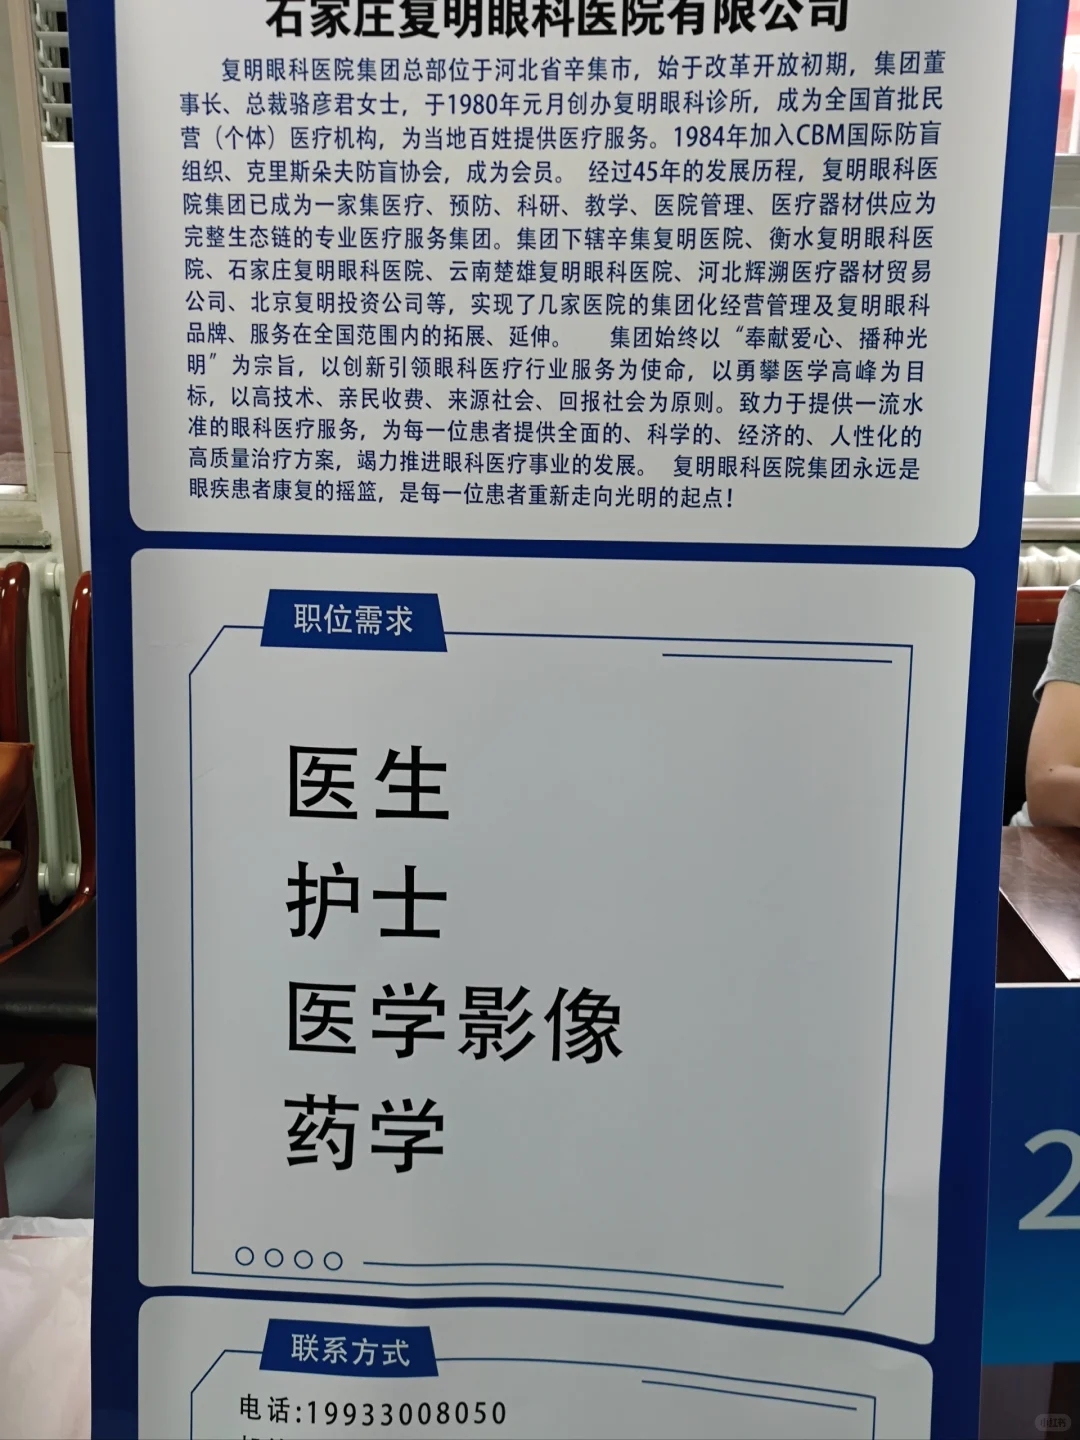 石家庄复明眼科医院有限公司
复明眼科医院集团总部位于河北省辛集市，始于改革开放初期，集团董
事长、总裁骆彦君女士，于1980年元月创办复明眼科诊所，成为全国首批民
营（个体）医疗机构，为当地百姓提供医疗服务。1984年加入CBM国际防盲
组织、克里斯朵夫防盲协会，成为会员。 经过45年的发展历程，复明眼科医
院集团已成为一家集医疗、预防、科研、教学、医院管理、医疗器材供应为
完整生态链的专业医疗服务集团。集团下辖辛集复明医院、衡水复明眼科医
院、石家庄复明眼科医院、云南楚雄复明眼科医院、河北辉溯医疗器材贸易
公司、北京复明投资公司等，实现了几家医院的集团化经营管理及复明眼科
品牌、服务在全国范围内的拓展、延伸。 集团始终以“奉献爱心、播种光
明”为宗旨，以创新引领眼科医疗行业服务为使命，以勇攀医学高峰为目
标，以高技术、亲民收费、来源社会、回报社会为原则。致力于提供一流水
准的眼科医疗服务，为每一位患者提供全面的、科学的、经济的、人性化的
高质量治疗方案，竭力推进眼科医疗事业的发展。 复明眼科医院集团永远是
眼疾患者康复的摇篮，是每一位患者重新走向光明的起点！
职位需求
医生
护士
医学影像
药学
2
联系方式
电话:19933008050
小红书